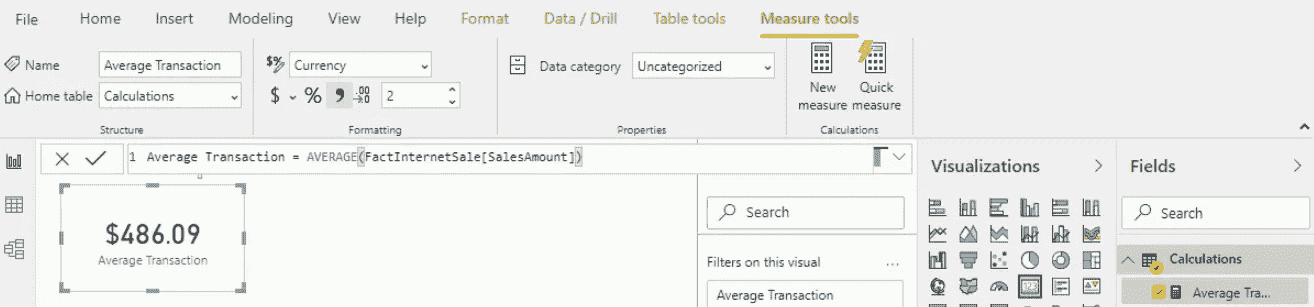 File Home Insert Modeling View Help Format Data / Drill Table tools Measure tools
Name Average Transaction
Home table Calculations
Structure
$% Currency
$ % 9 .00 →.0 2
Formatting
Data category Uncategorized
Properties
New measure
Quick measure
Calculations
1 Average Transaction = AVERAGE(FactInternetSale[SalesAmount])
$486.09
Average Transaction
Search
Filters on this visual ...
Average Transaction
Visualizations
Fields
Search
Calculations
Average Tra...